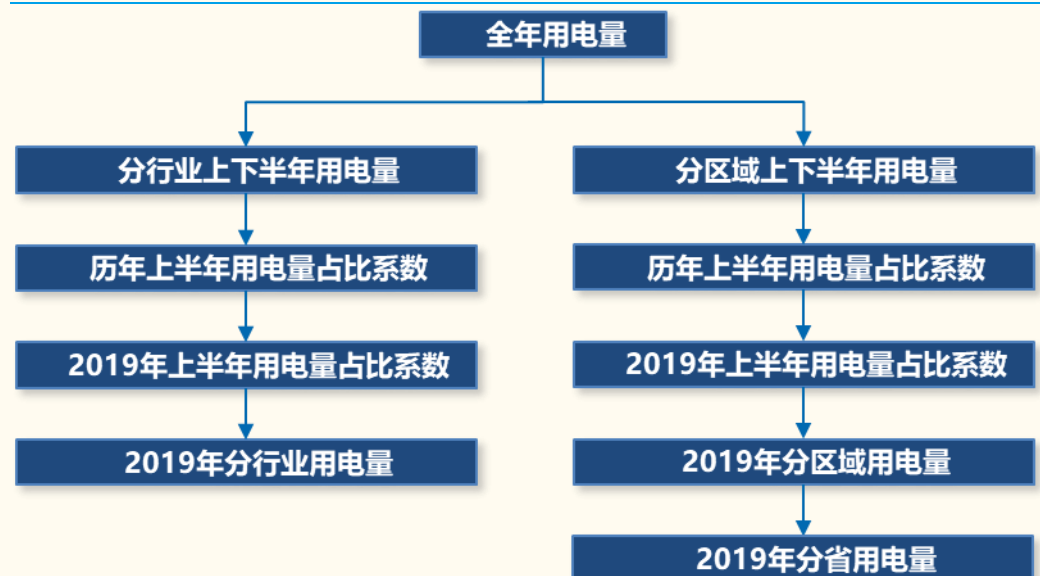 全年用电量
分行业上下半年用电量
历年上半年用电量占比系数
2019年上半年用电量占比系数
2019年分行业用电量
分区域上下半年用电量
历年上半年用电量占比系数
2019年上半年用电量占比系数
2019年分区域用电量
2019年分省用电量